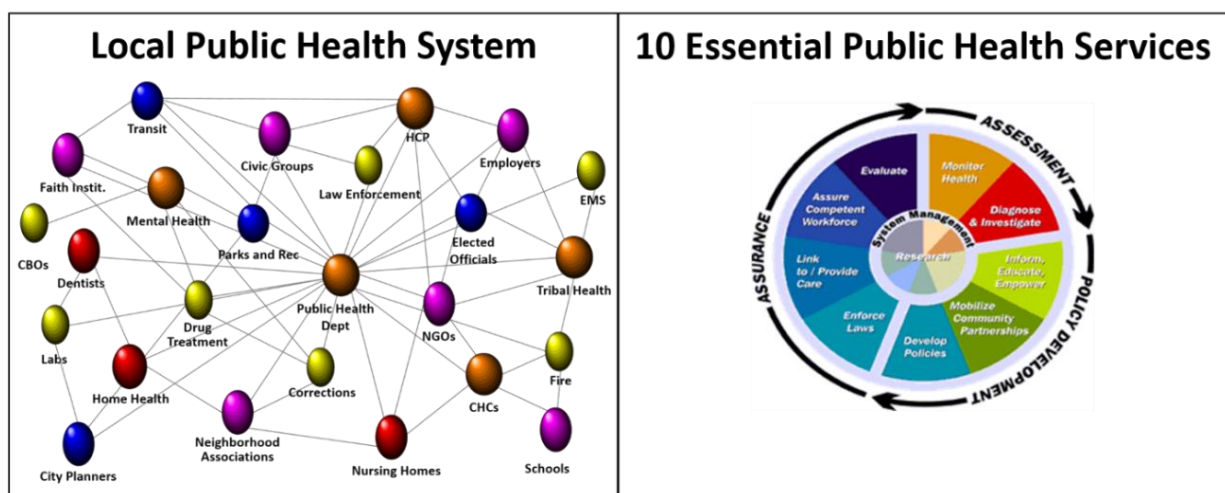 Local Public Health System
Transit
HCP
Civic Groups
Employers
Law Enforcement
Faith Instit.
EMS
Mental Health
Parks and Rec
Elected
Officials
CBOs
Dentists
Tribal Health
Public Health
Dept
Drug
Treatment
NGOs
Labs
Fire
Home Health
Corrections
CHCs
Neighborhood
Associations
City Planners
Nursing Homes
Schools
10 Essential Public Health Services
ASSESSMENT
POLICY DEVELOPMENT
ASSURANCE
Evaluate
Monitor
Health
Assure
Competent
Workforce
Diagnose
& Investigate
System Management
Research
Link
to / Provide
Care
Inform,
Educate,
Empower
Mobilize
Community
Partnerships
Enforce
Laws
Develop
Policies